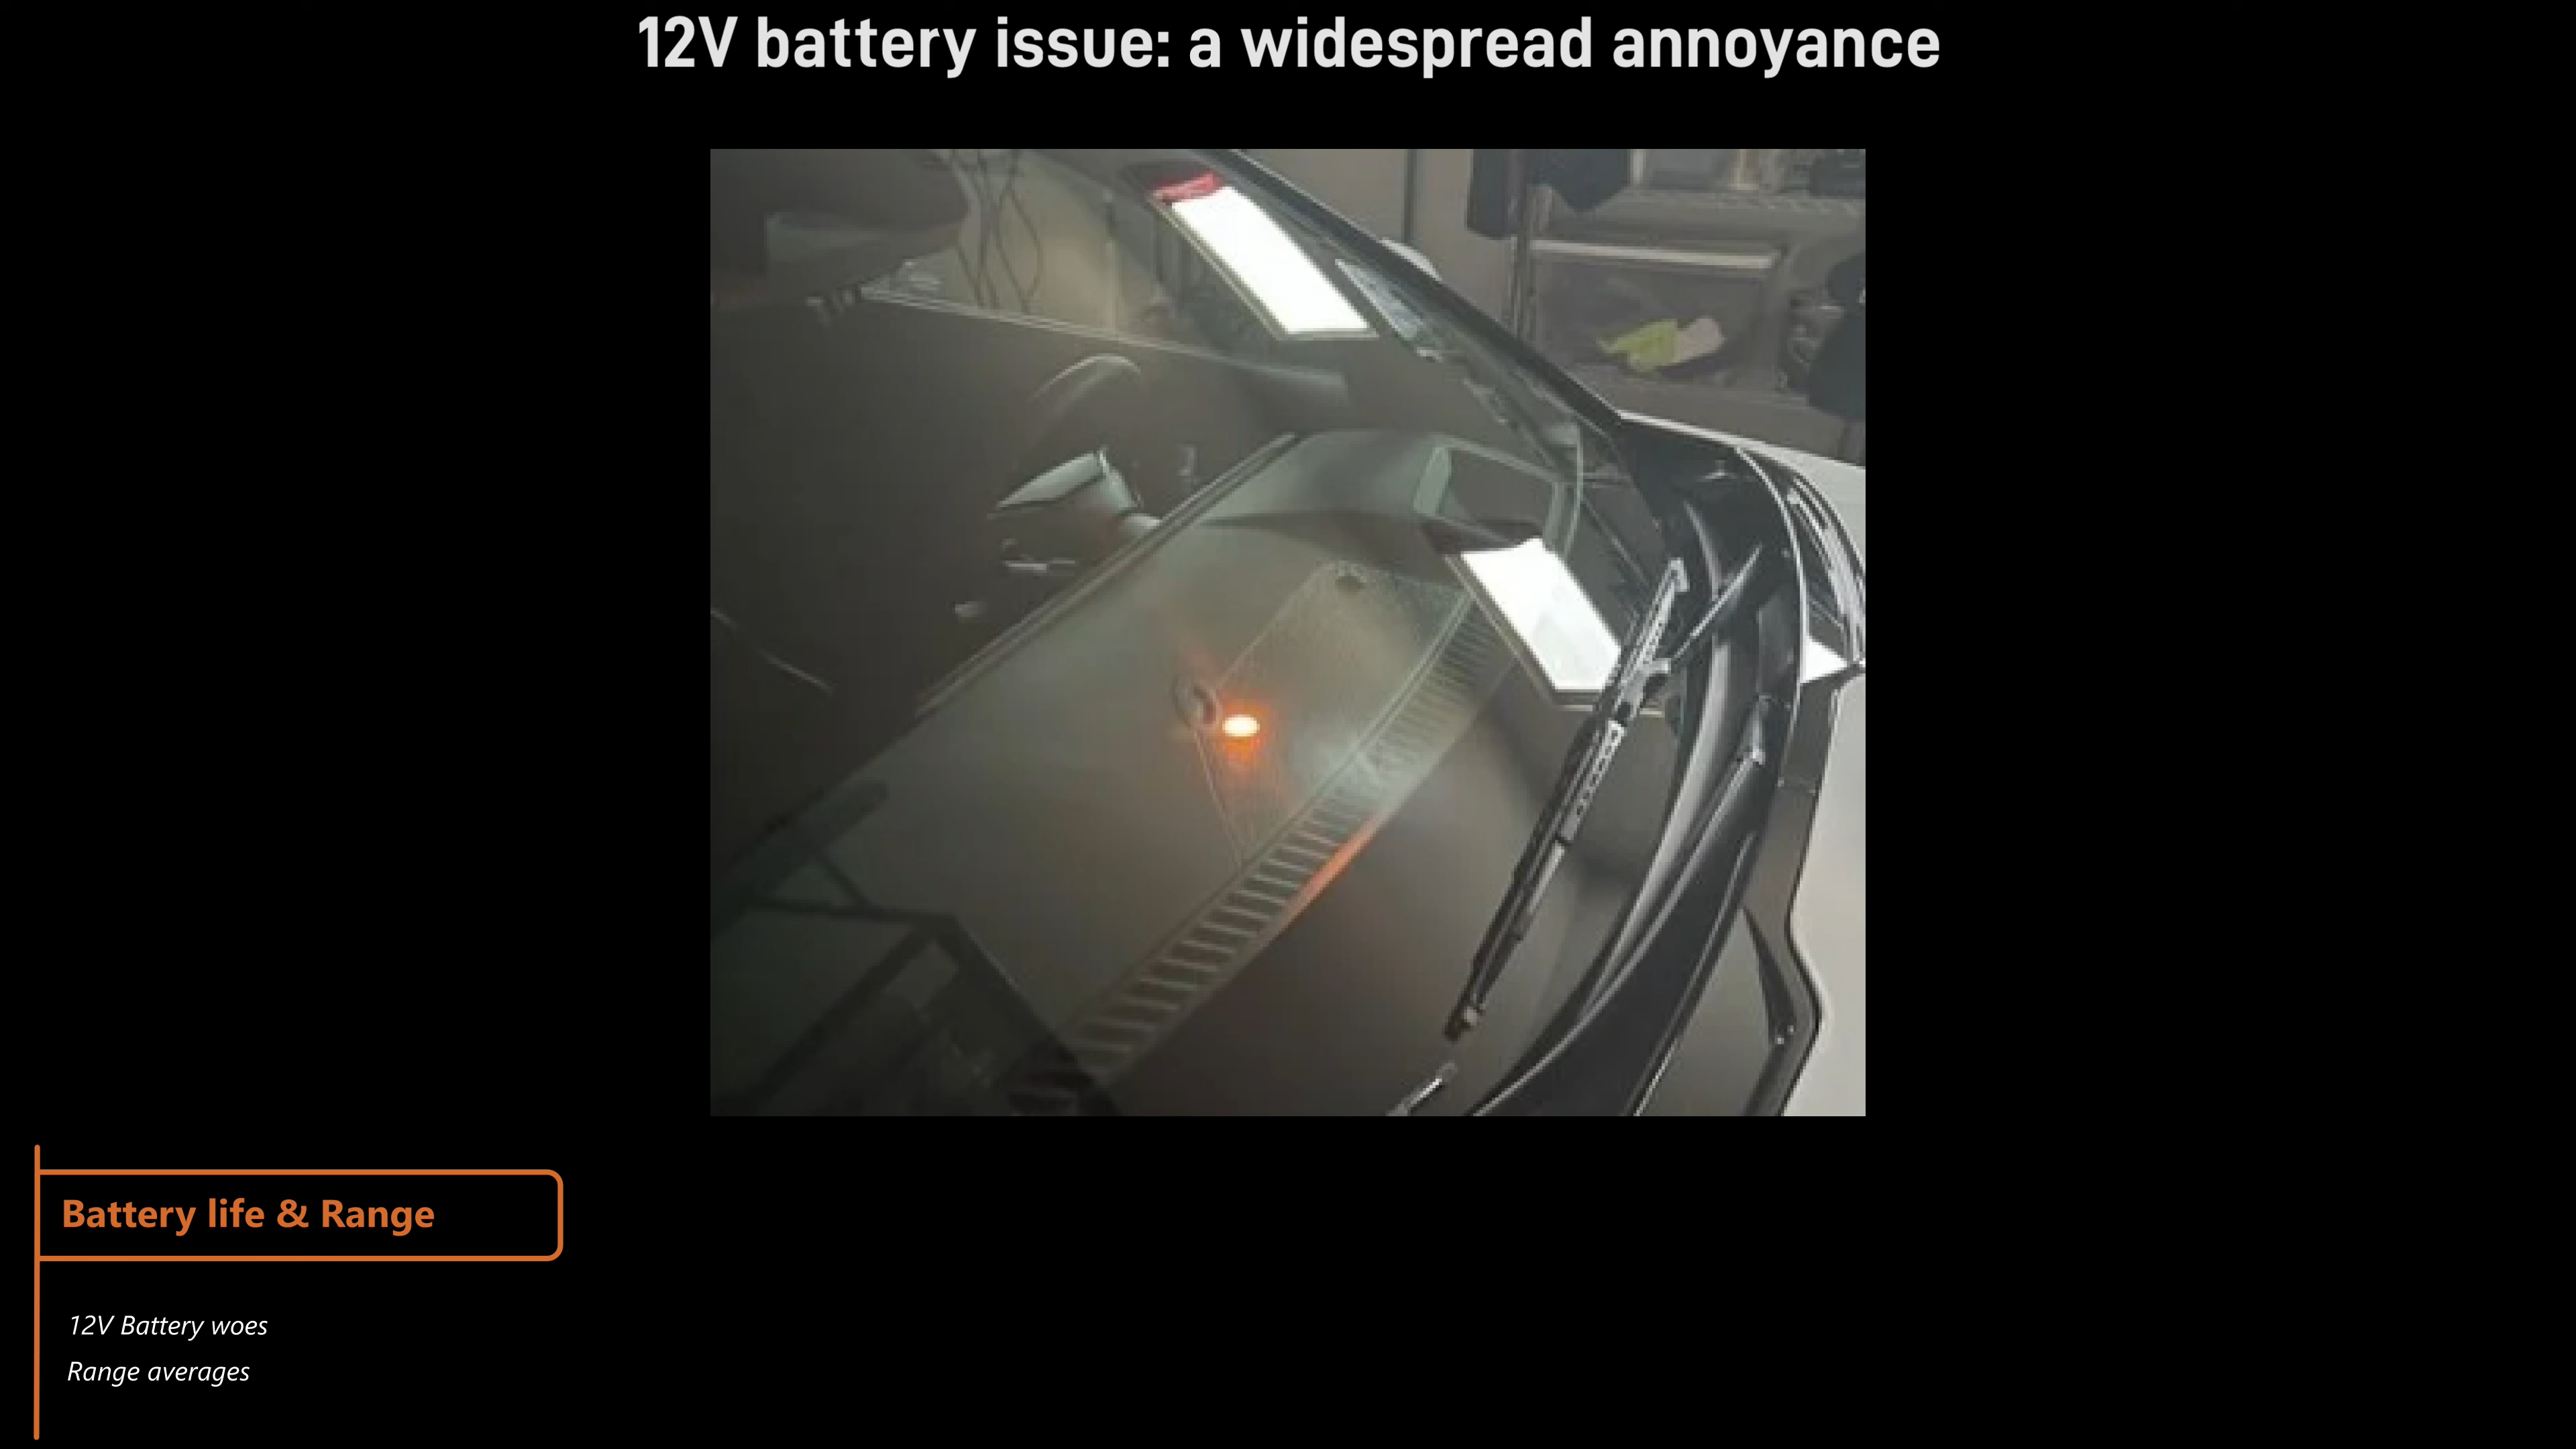 12V battery issue: a widespread annoyance
Battery life & Range
12V Battery woes
Range averages